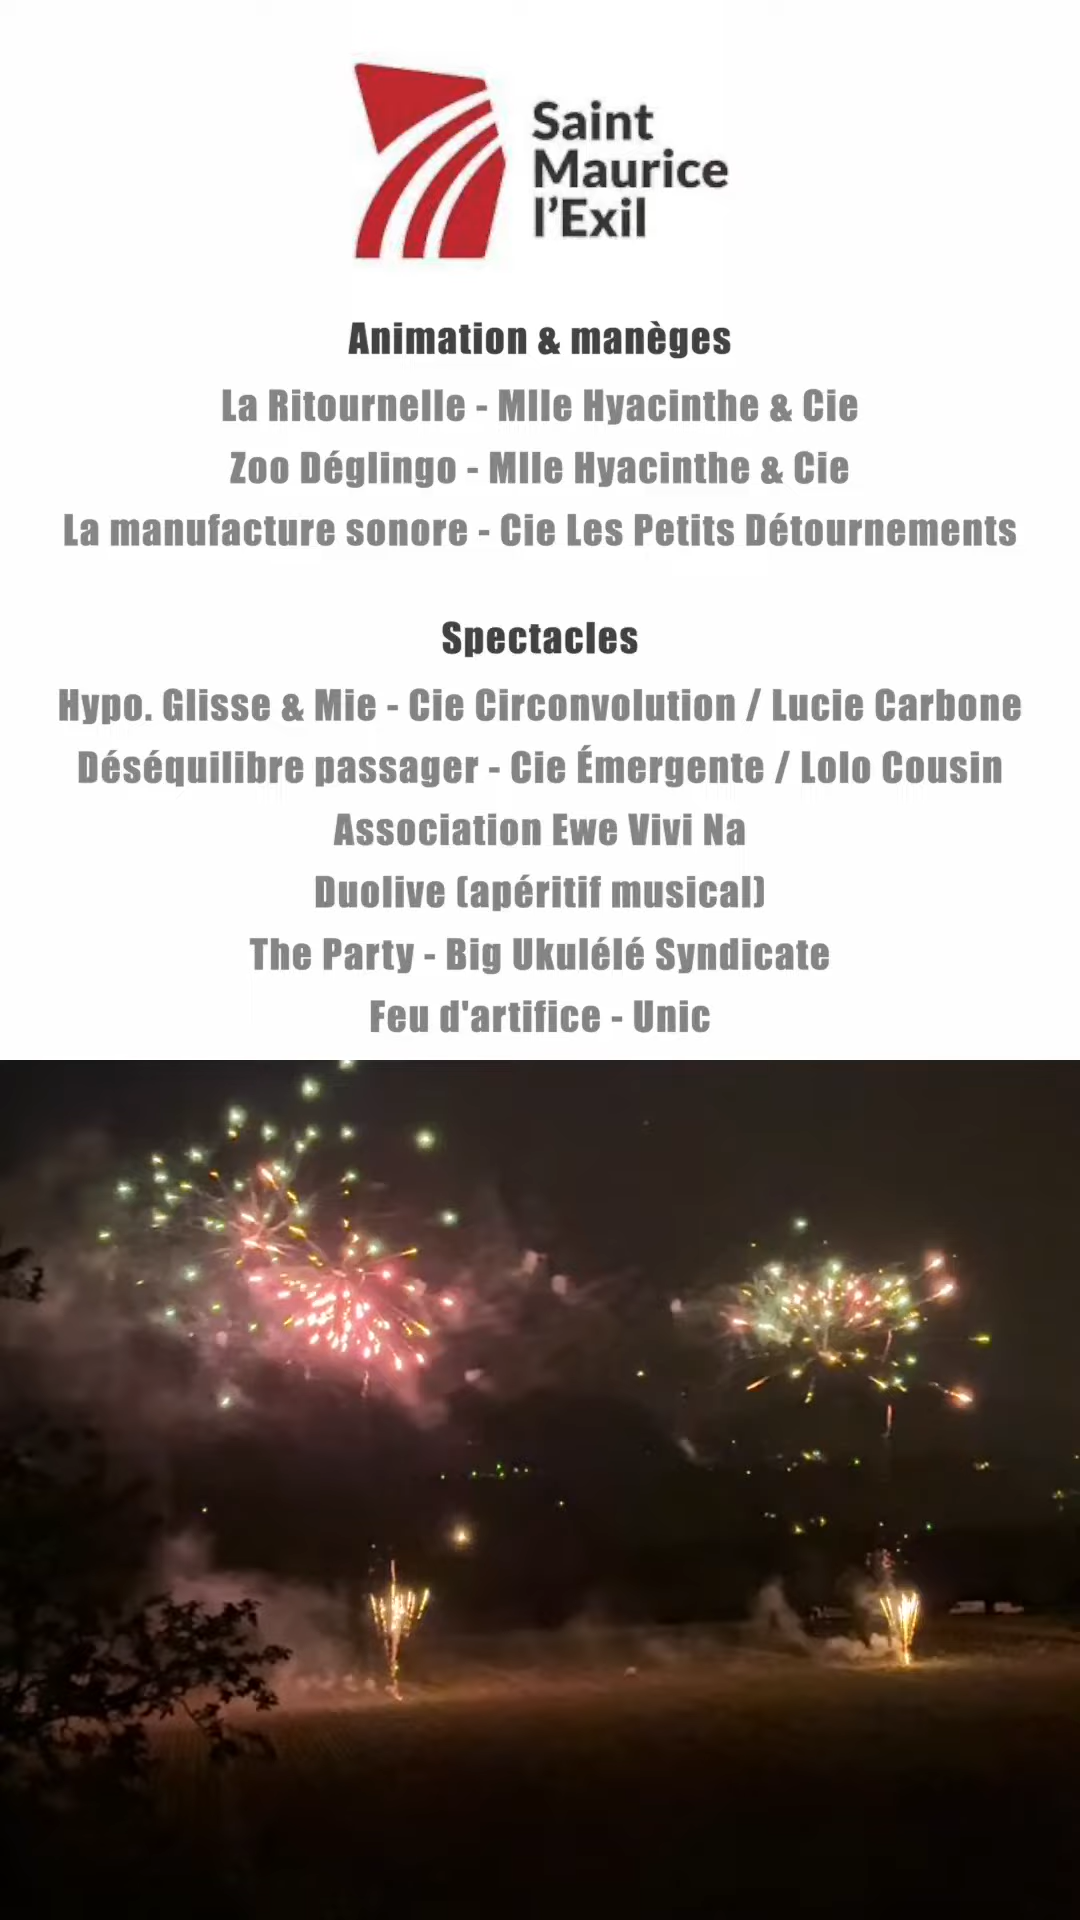 Saint
Maurice
l'Exil
Animation & manèges
La Ritournelle - Mlle Hyacinthe & Cie
Zoo Déglingo - Mlle Hyacinthe & Cie
La manufacture sonore - Cie Les Petits Détournements
Spectacles
Hypo. Glisse & Mie - Cie Circonvolution / Lucie Carbone
Déséquilibre passager - Cie Émergente / Lolo Cousin
Association Ewe Vivi Na
Duolive (apéritif musical)
The Party - Big Ukulélé Syndicate
Feu d'artifice - Unic